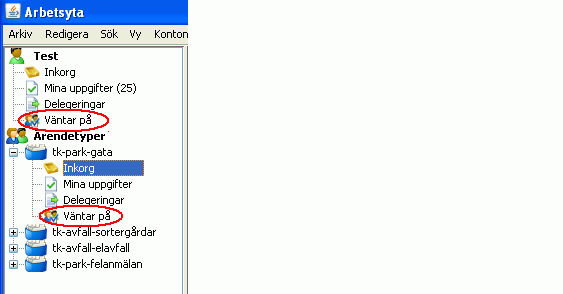 Arbetsyta
Arkiv Redigera Sök Vy Konton
Test
Inkorg
Mina uppgifter (25)
Delegeringar
Väntar på
Ärendetyper
tk-park-gata
Inkorg
Mina uppgifter
Delegeringar
Väntar på
tk-avfall-sortergårdar
tk-avfall-elavfall
tk-park-felanmälan